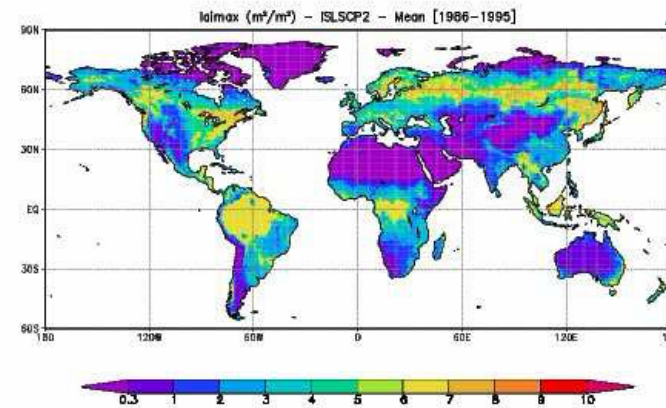 laimax (m²/m²) - ISLSCP2 - Mean [1986-1995]
90N
60N
30N
EQ
30S
60S
180 120W 60W 0 60E 120E
0.3 1 2 3 4 5 6 7 8 9 10